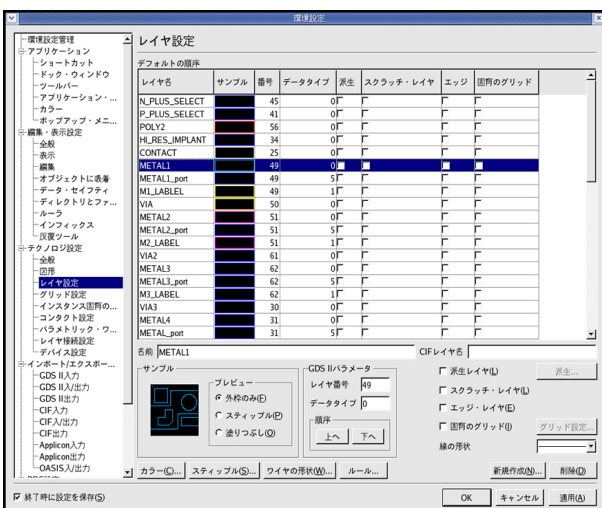 環境設定
環境設定管理
アプリケーション
ショートカット
ドック・ウィンドウ
ツールバー
アプリケーション・...
カラー
ポップアップ・メニ...
編集・表示設定
全般
表示
編集
オブジェクトに吸着
データ・セイフティ
ディレクトリとファ...
ルーラ
インフィックス
反復ツール
テクノロジ設定
全般
図形
レイヤ設定
グリッド設定
インスタンス固有の...
コンタクト設定
パラメトリック・ワ...
レイヤ接続設定
デバイス設定
インポート/エクスポー...
GDS II入力
GDS II入/出力
GDS II出力
CIF入力
CIF入/出力
CIF出力
Applicon入力
Applicon出力
OASIS入/出力
レイヤ設定
デフォルトの順序
レイヤ名 サンプル 番号 データタイプ 派生 スクラッチ・レイヤ エッジ 固有のグリッド
N_PLUS_SELECT 45 0
P_PLUS_SELECT 41 0
POLY2 56 0
HI_RES_IMPLANT 34 0
CONTACT 25 0
METAL1 49 0
METAL1_port 49 5
M1_LABLEL 49 1
VIA 50 0
METAL2 51 0
METAL2_port 51 5
M2_LABEL 51 1
VIA2 61 0
METAL3 62 0
METAL3_port 62 5
M3_LABEL 62 1
VIA3 30 0
METAL4 31 0
METAL_port 31 5
名前 METAL1 CIFレイヤ名
サンプル
プレビュー
外枠のみ(F)
スティップル(P)
塗りつぶし(O)
GDS IIパラメータ
レイヤ番号 49
データタイプ 0
順序
上へ 下へ
派生レイヤ(L) 派生...
スクラッチ・レイヤ(L)
エッジ・レイヤ(E)
固有のグリッド(I) グリッド設定...
線の形状
カラー(C)... スティップル(S)... ワイヤの形状(W)... ルール... 新規作成(N)... 削除(D)
終了時に設定を保存(S) OK キャンセル 適用(A)